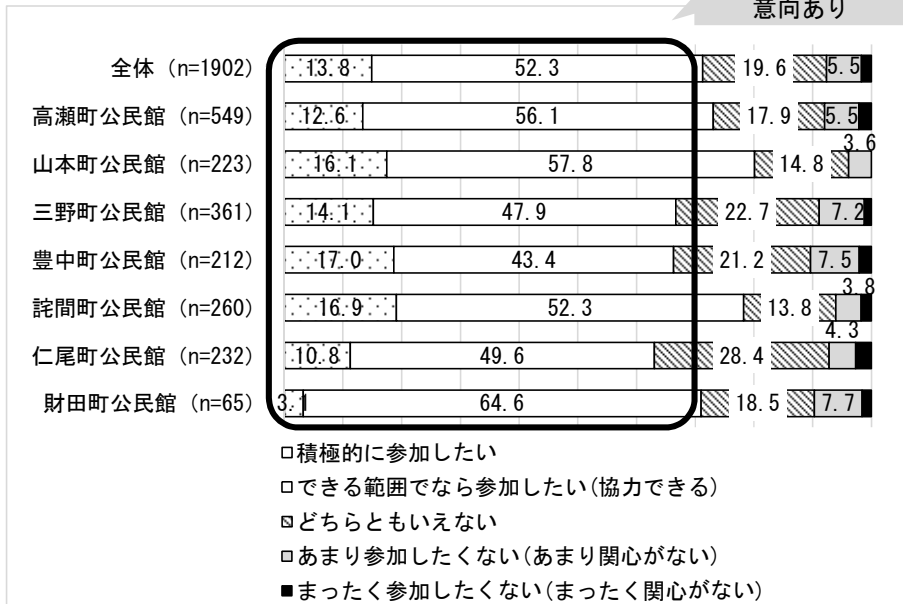 意向あり
全体 (n=1902) 13.8 52.3 19.6 5.5
高瀬町公民館 (n=549) 12.6 56.1 17.9 5.5
山本町公民館 (n=223) 16.1 57.8 14.8 3.6
三野町公民館 (n=361) 14.1 47.9 22.7 7.2
豊中町公民館 (n=212) 17.0 43.4 21.2 7.5
詫間町公民館 (n=260) 16.9 52.3 13.8 3.8
仁尾町公民館 (n=232) 10.8 49.6 28.4 4.3
財田町公民館 (n=65) 3.1 64.6 18.5 7.7
積極的に参加したい
できる範囲でなら参加したい(協力できる)
どちらともいえない
あまり参加したくない(あまり関心がない)
まったく参加したくない(まったく関心がない)